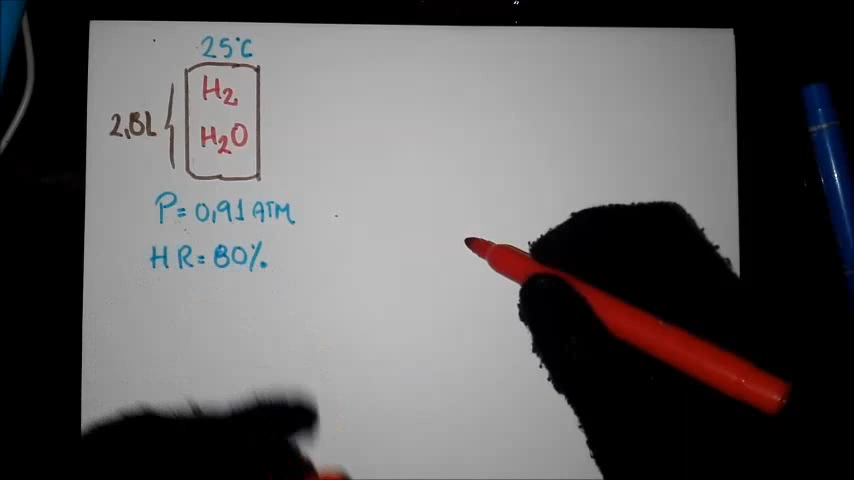 25°C
H2
2,8L
H2O
P=0,91 ATM
HR=80%